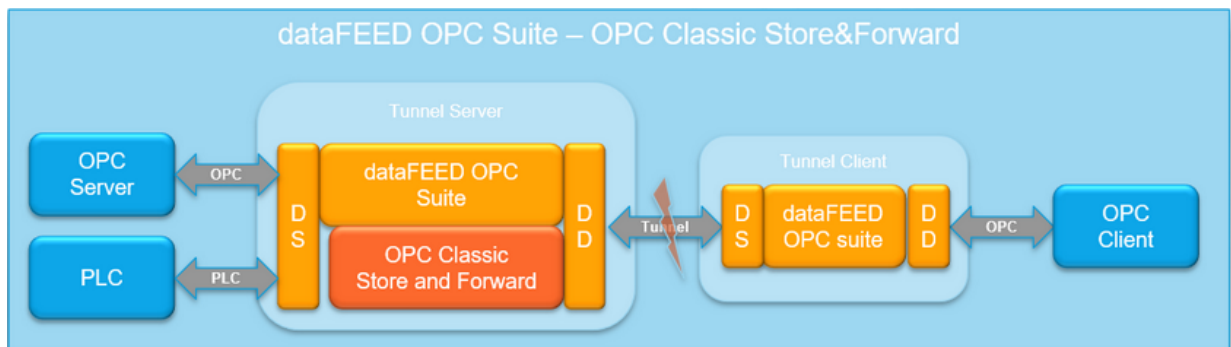 dataFEED OPC Suite – OPC Classic Store&Forward
Tunnel Server
OPC
Server
OPC
PLC
PLC
D
S
dataFEED OPC
Suite
OPC Classic
Store and Forward
D
D
Tunnel
Tunnel Client
D
S
dataFEED
OPC suite
D
D
OPC
OPC
Client